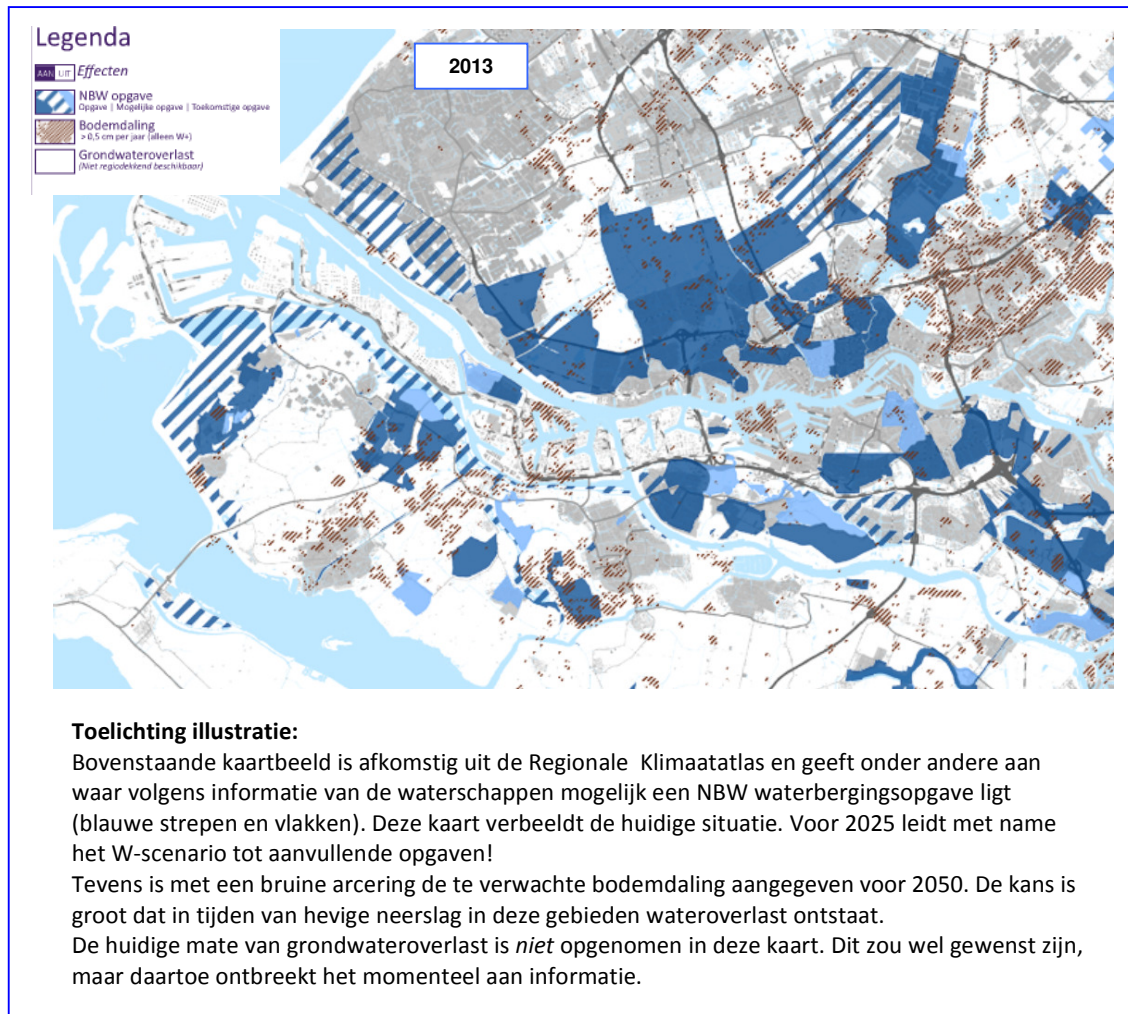 Legenda
2013
AAN UIT Effecten
NBW opgave
Opgave | Mogelijke opgave | Toekomstige opgave
Bodemdaling
> 0,5 cm per jaar (alleen W+)
Grondwateroverlast
(Niet regiodekkend beschikbaar)
Toelichting illustratie:
Bovenstaande kaartbeeld is afkomstig uit de Regionale Klimaatatlas en geeft onder andere aan
waar volgens informatie van de waterschappen mogelijk een NBW waterbergingsopgave ligt
(blauwe strepen en vlakken). Deze kaart verbeeldt de huidige situatie. Voor 2025 leidt met name
het W-scenario tot aanvullende opgaven!
Tevens is met een bruine arcering de te verwachte bodemdaling aangegeven voor 2050. De kans is
groot dat in tijden van hevige neerslag in deze gebieden wateroverlast ontstaat.
De huidige mate van grondwateroverlast is niet opgenomen in deze kaart. Dit zou wel gewenst zijn,
maar daartoe ontbreekt het momenteel aan informatie.